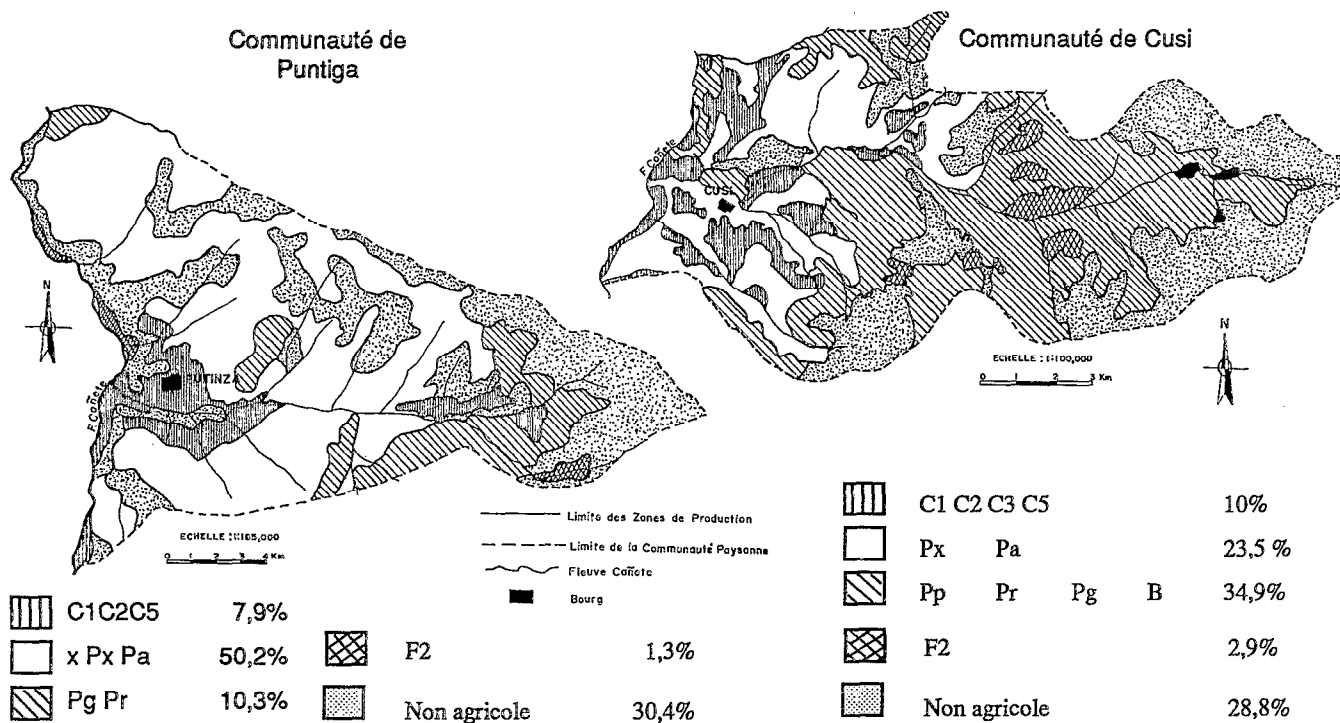 Communauté de
Puntiga
Communauté de Cusi
F. Cañete
CUSI
N
ECHELLE 1:100,000
0 1 2 3 Km
N
PUTINZA
F. Cañete
N
ECHELLE 1:165,000
0 1 2 3 4 Km
Limite des Zones de Production
Limite de la Communauté Paysanne
Fleuve Cañete
Bourg
C1C2C5 7,9%
x Px Pa 50,2%
Pg Pr 10,3%
F2 1,3%
Non agricole 30,4%
C1 C2 C3 C5 10%
Px Pa 23,5 %
Pp Pr Pg B 34,9%
F2 2,9%
Non agricole 28,8%